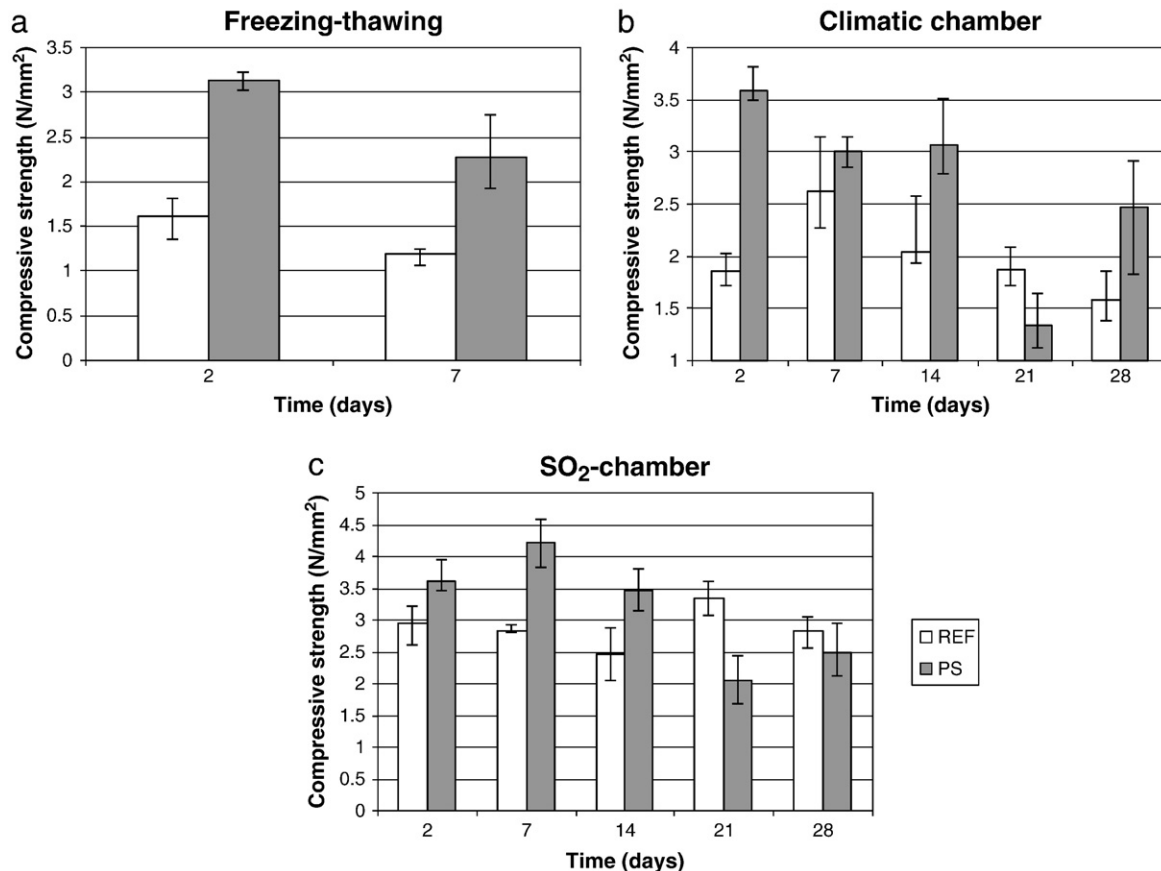 a
Freezing-thawing
Compressive strength (N/mm²)
3.5
3
2.5
2
1.5
1
0.5
0
2 7
Time (days)
b
Climatic chamber
Compressive strength (N/mm²)
4
3.5
3
2.5
2
1.5
1
2 7 14 21 28
Time (days)
c
SO₂-chamber
Compressive strength (N/mm²)
5
4.5
4
3.5
3
2.5
2
1.5
1
0.5
0
2 7 14 21 28
Time (days)
REF
PS